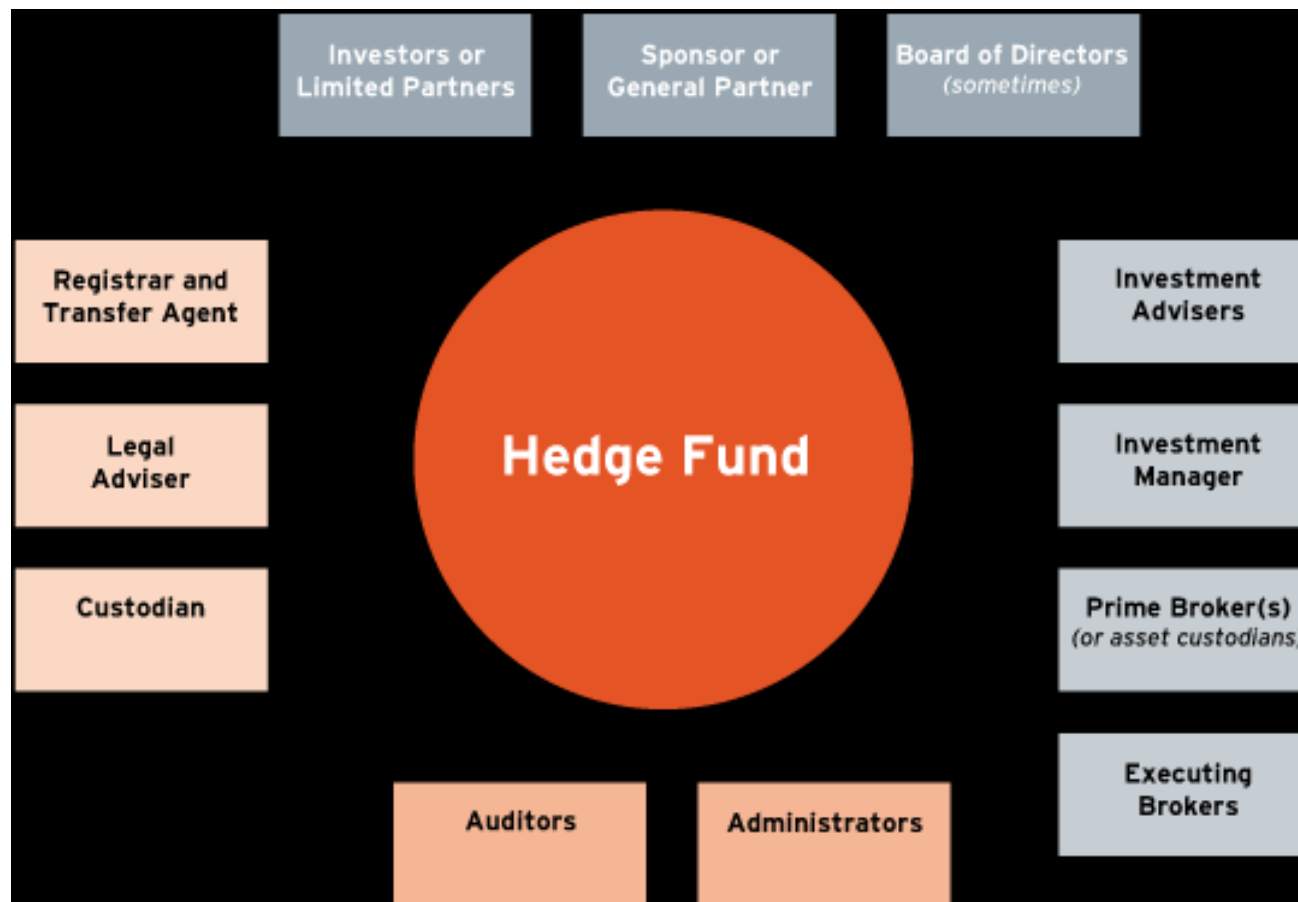 Investors or
Limited Partners
Sponsor or
General Partner
Board of Directors
(sometimes)
Registrar and
Transfer Agent
Investment
Advisers
Hedge Fund
Legal
Adviser
Investment
Manager
Custodian
Prime Broker(s)
(or asset custodians)
Executing
Brokers
Auditors
Administrators